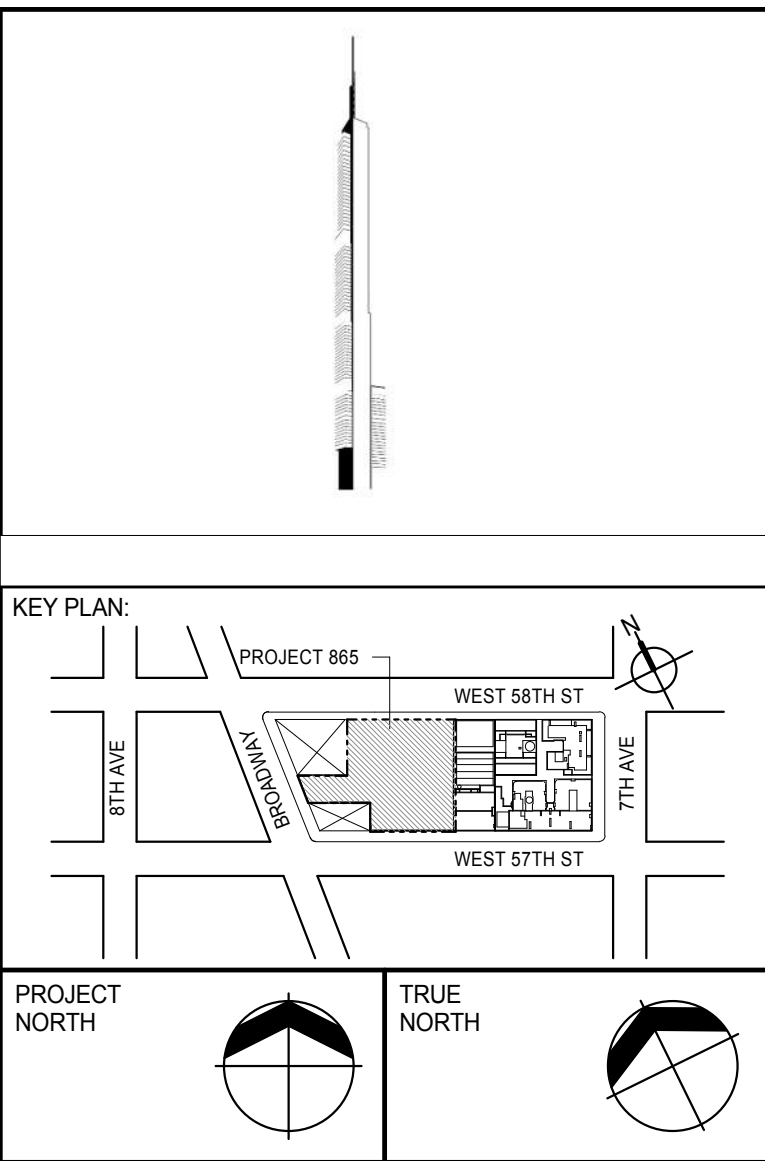 KEY PLAN:
N
PROJECT 865
WEST 58TH ST
8TH AVE
BROADWAY
7TH AVE
WEST 57TH ST
PROJECT
NORTH
TRUE
NORTH